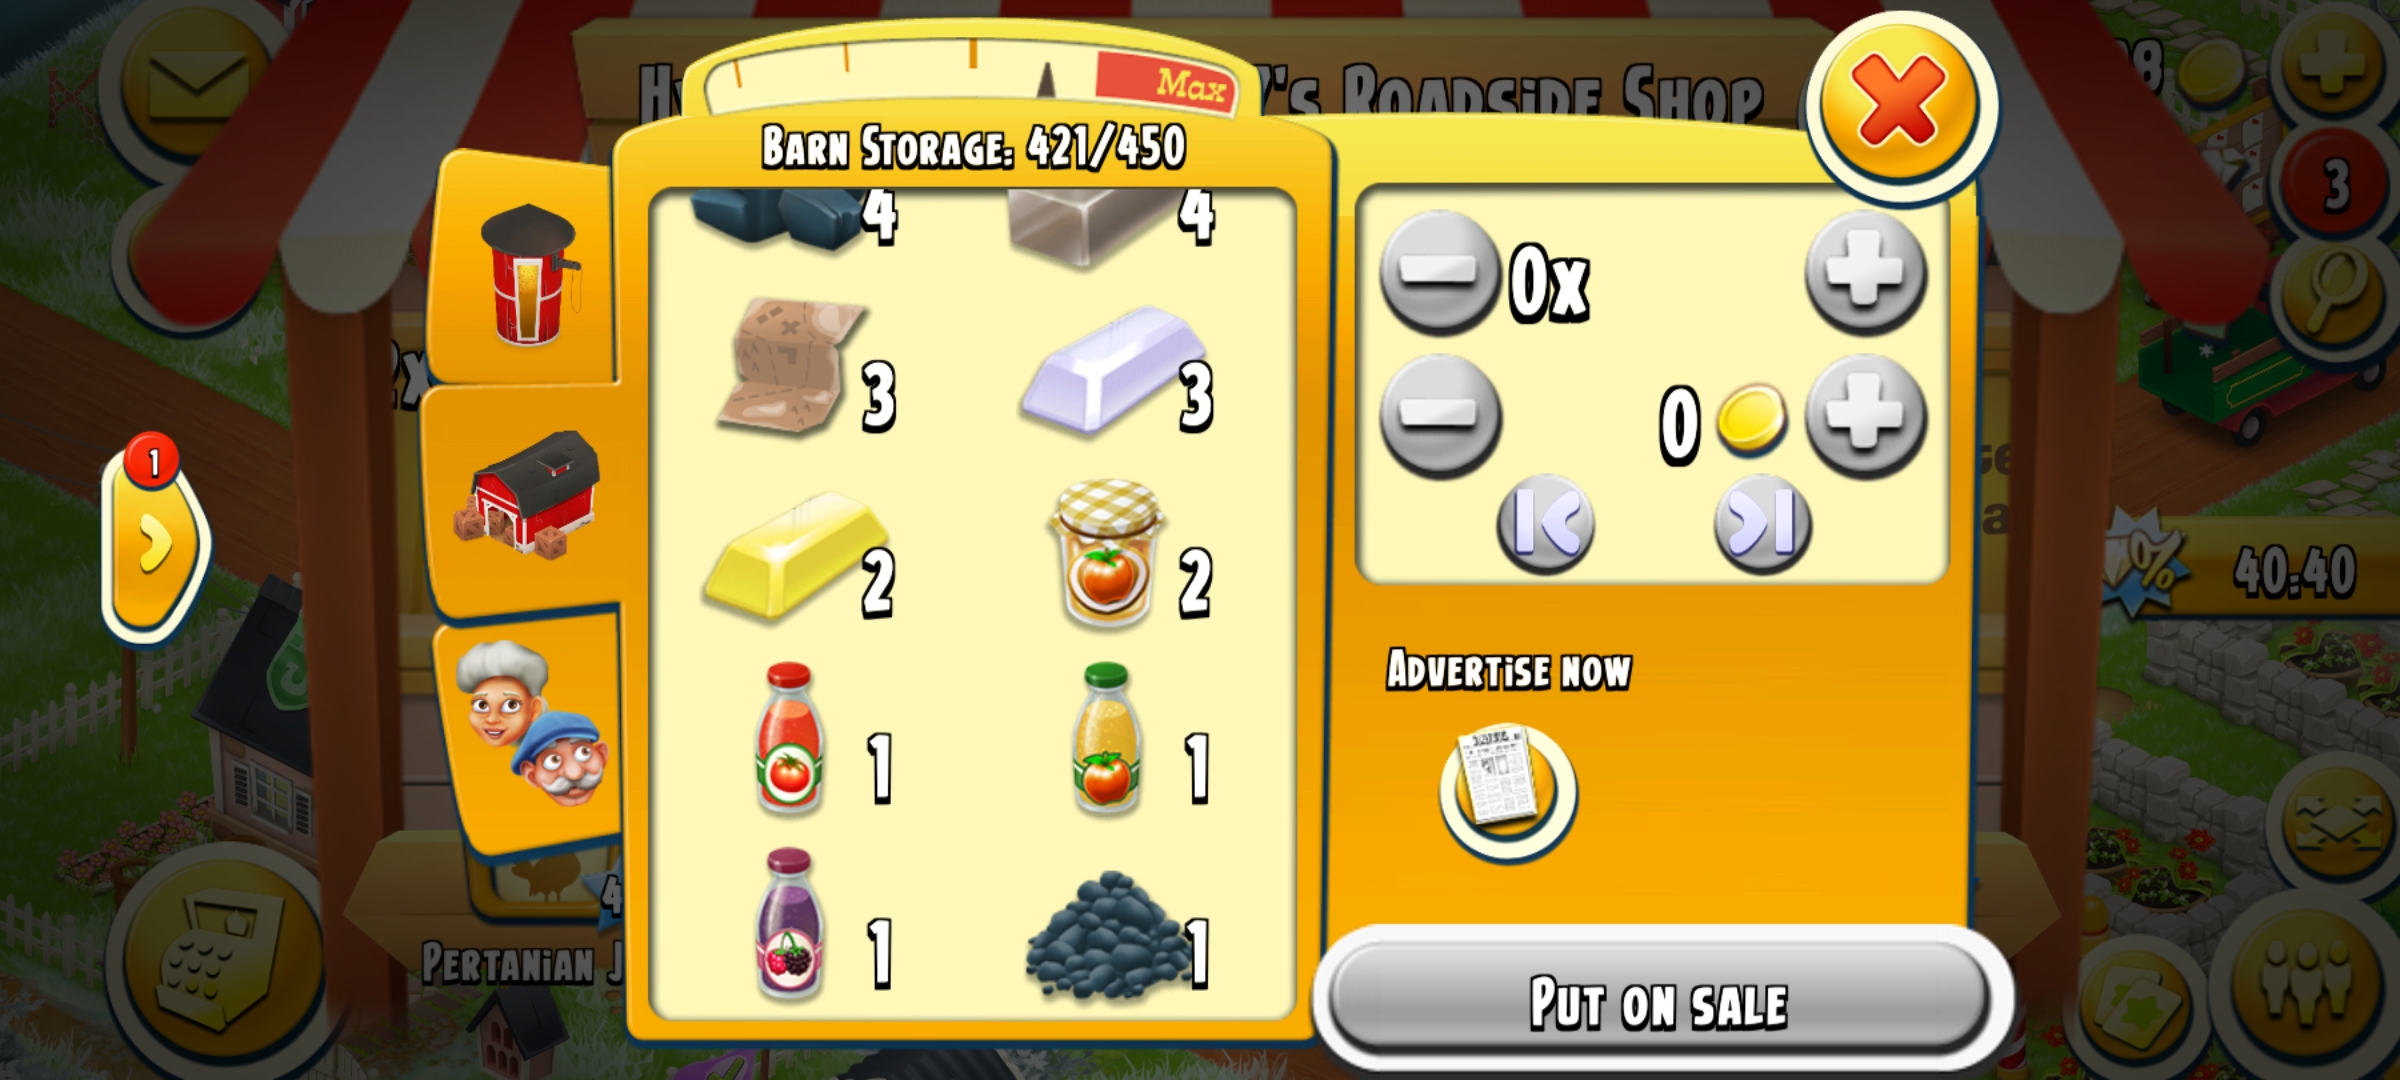 Max
's Roadside Shop
Barn Storage: 421/450
4
4
3
3
2
2
1
1
1
1
0x
0
Advertise now
Put on sale
1
3
40:40
Pertanian